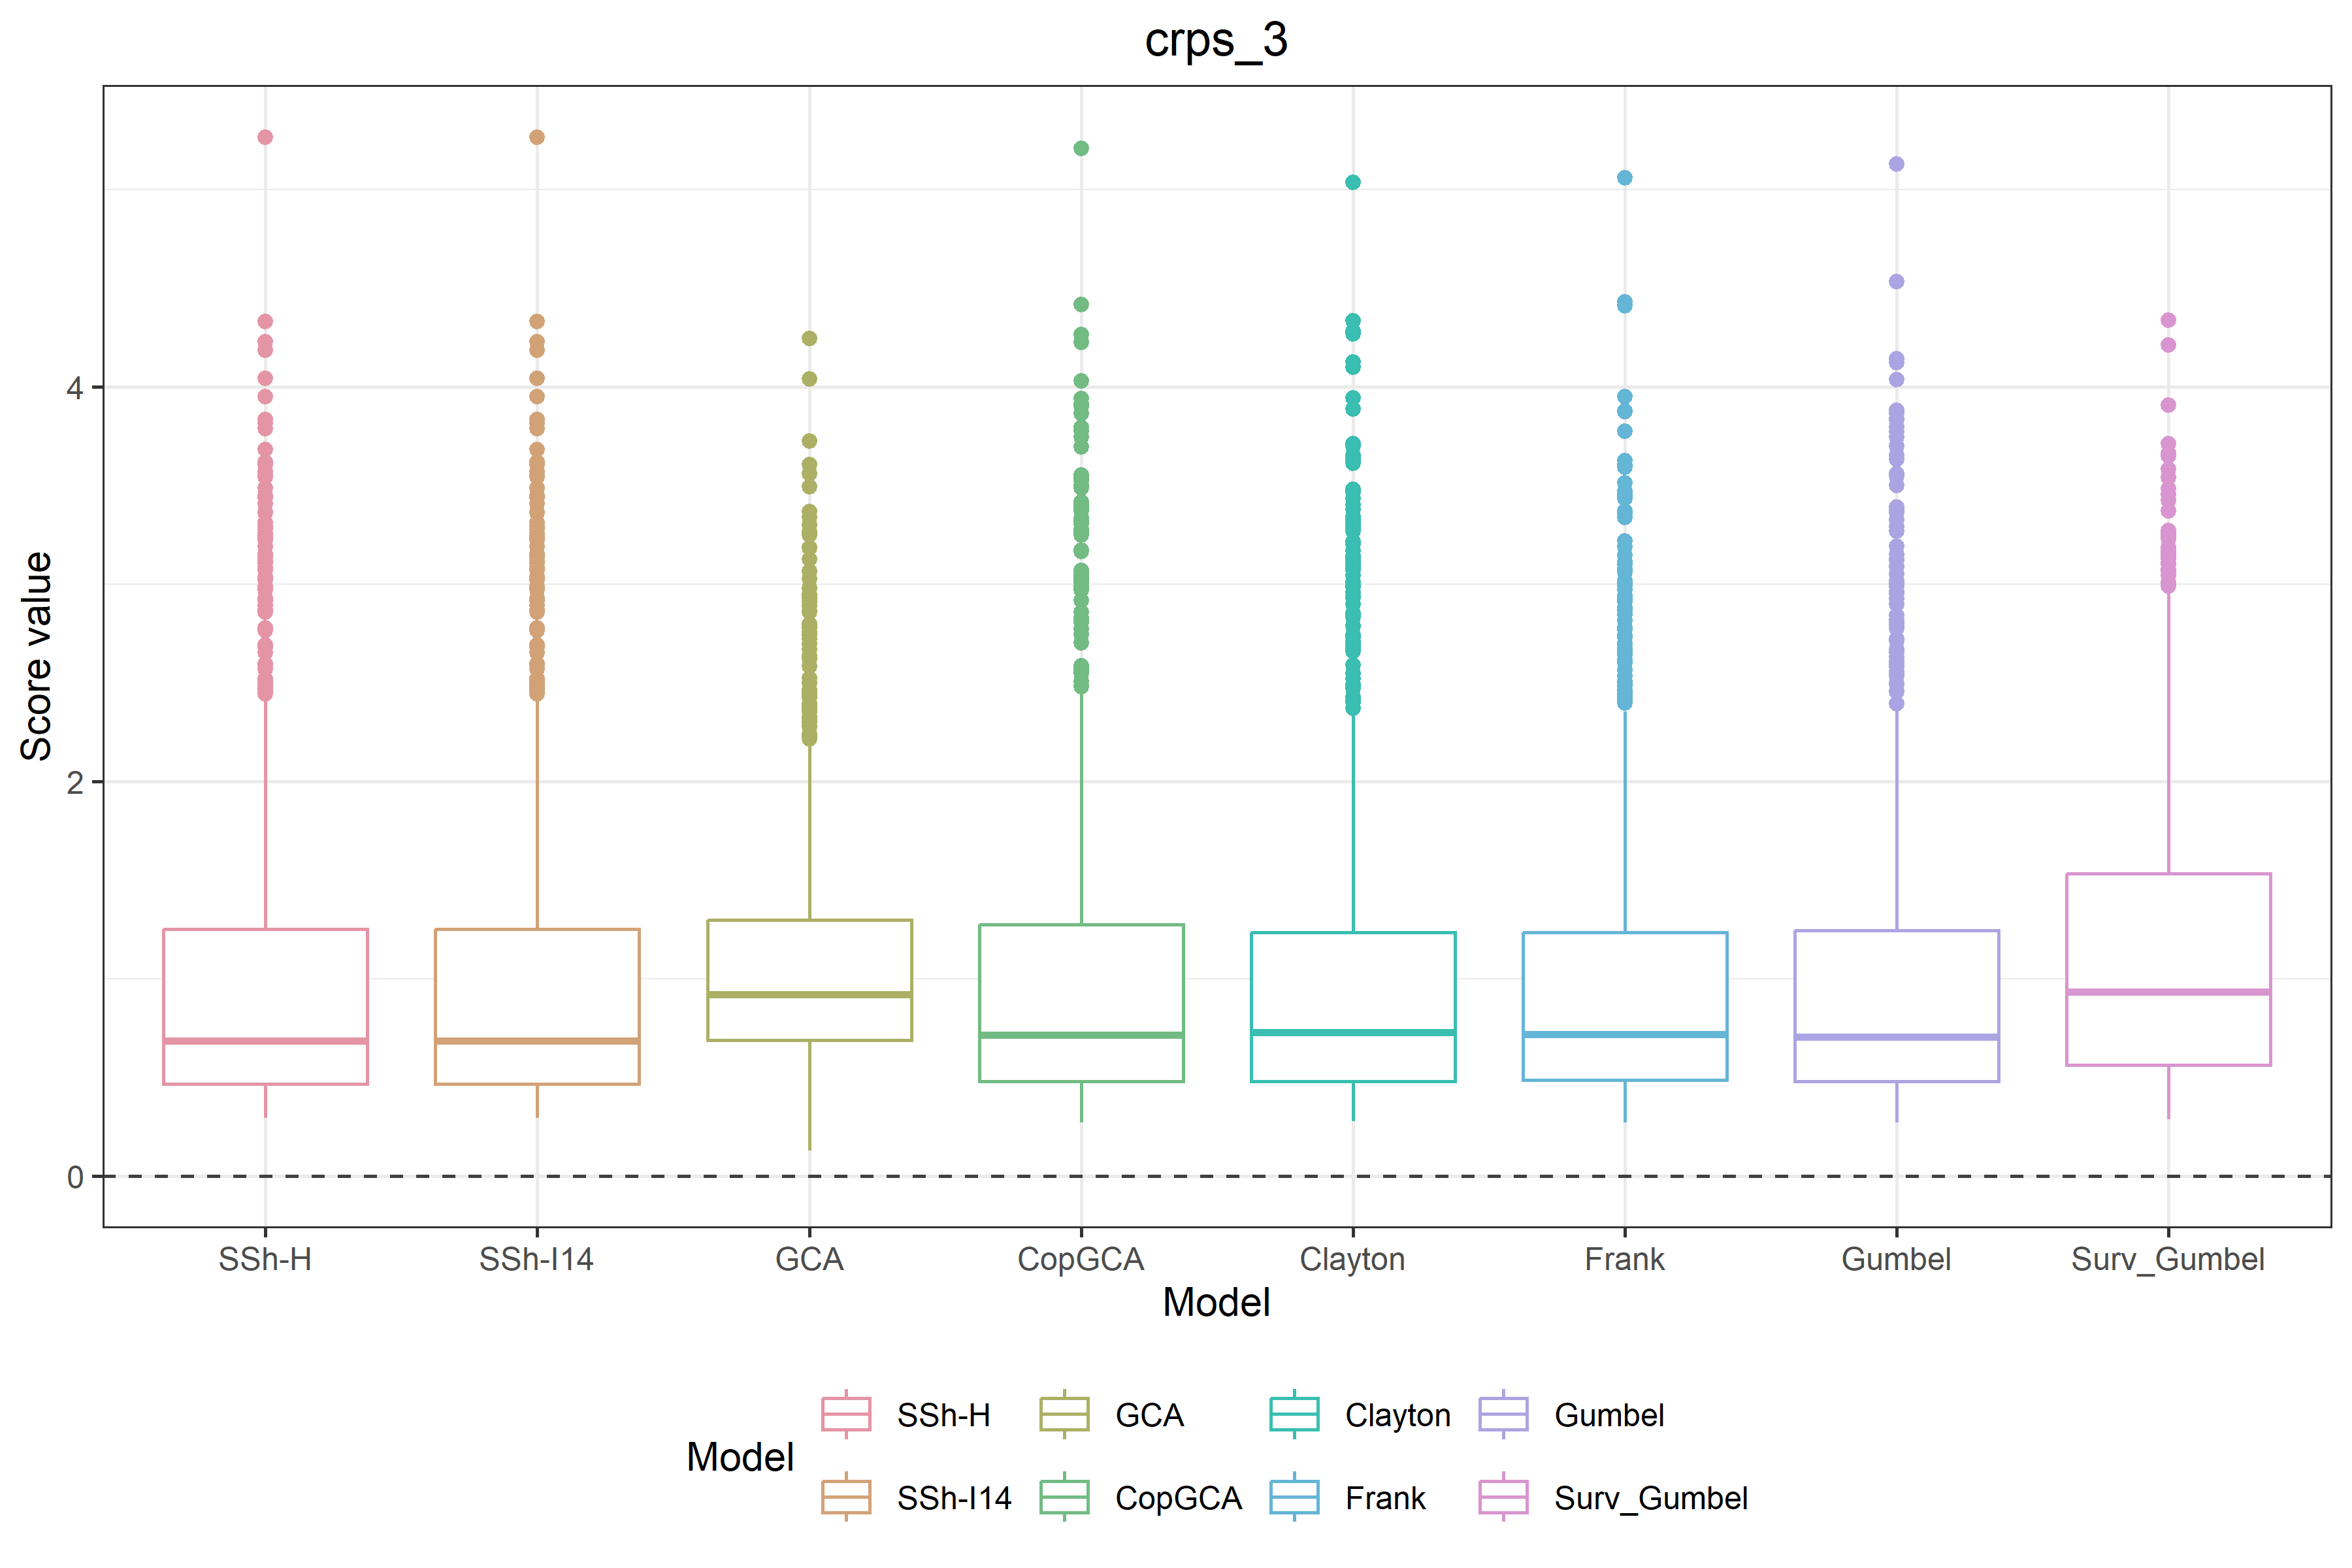 crps_3
Score value
4
2
0
SSh-H SSh-I14 GCA CopGCA Clayton Frank Gumbel Surv_Gumbel
Model
Model
SSh-H GCA Clayton Gumbel
SSh-I14 CopGCA Frank Surv_Gumbel